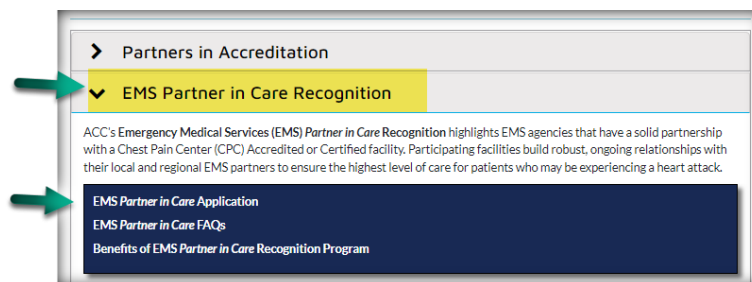 Partners in Accreditation
EMS Partner in Care Recognition
ACC's Emergency Medical Services (EMS) Partner in Care Recognition highlights EMS agencies that have a solid partnership
with a Chest Pain Center (CPC) Accredited or Certified facility. Participating facilities build robust, ongoing relationships with
their local and regional EMS partners to ensure the highest level of care for patients who may be experiencing a heart attack.
EMS Partner in Care Application
EMS Partner in Care FAQs
Benefits of EMS Partner in Care Recognition Program